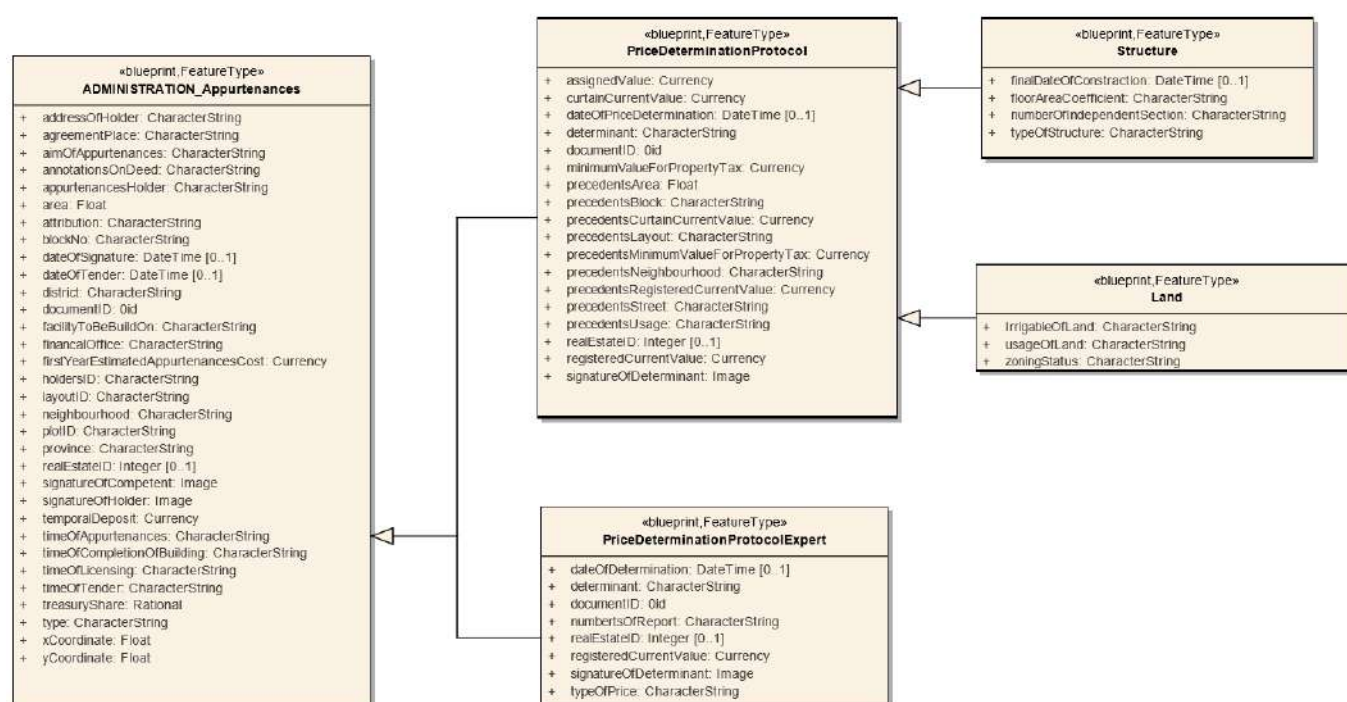 «blueprint,FeatureType»
ADMINISTRATION_Appurtenances
+ addressOfHolder: CharacterString
+ agreementPlace: CharacterString
+ aimOfAppurtenances: CharacterString
+ annotationsOnDeed: CharacterString
+ appurtenancesHolder: CharacterString
+ area: Float
+ attribution: CharacterString
+ blockNo: CharacterString
+ dateOfSignature: DateTime [0..1]
+ dateOfTender: DateTime [0..1]
+ district: CharacterString
+ documentID: 0id
+ facilityToBeBuildOn: CharacterString
+ financalOffice: CharacterString
+ firstYearEstimatedAppurtenancesCost: Currency
+ holdersID: CharacterString
+ layoutID: CharacterString
+ neighbourhood: CharacterString
+ plotID: CharacterString
+ province: CharacterString
+ realEstateID: Integer [0..1]
+ signatureOfCompetent: Image
+ signatureOfHolder: Image
+ temporalDeposit: Currency
+ timeOfAppurtenances: CharacterString
+ timeOfCompletionOfBuilding: CharacterString
+ timeOfLicensing: CharacterString
+ timeOfTender: CharacterString
+ treasuryShare: Rational
+ type: CharacterString
+ xCoordinate: Float
+ yCoordinate: Float
«blueprint,FeatureType»
PriceDeterminationProtocol
+ assignedValue: Currency
+ curtainCurrentValue: Currency
+ dateOfPriceDetermination: DateTime [0..1]
+ determinant: CharacterString
+ documentID: 0id
+ minimumValueForPropertyTax: Currency
+ precedentsArea: Float
+ precedentsBlock: CharacterString
+ precedentsCurtainCurrentValue: Currency
+ precedentsLayout: CharacterString
+ precedentsMinimumValueForPropertyTax: Currency
+ precedentsNeighbourhood: CharacterString
+ precedentsRegisteredCurrentValue: Currency
+ precedentsStreet: CharacterString
+ precedentsUsage: CharacterString
+ realEstateID: Integer [0..1]
+ registeredCurrentValue: Currency
+ signatureOfDeterminant: Image
«blueprint,FeatureType»
PriceDeterminationProtocolExpert
+ dateOfDetermination: DateTime [0..1]
+ determinant: CharacterString
+ documentID: 0id
+ numbertsOfReport: CharacterString
+ realEstateID: Integer [0..1]
+ registeredCurrentValue: Currency
+ signatureOfDeterminant: Image
+ typeOfPrice: CharacterString
«blueprint,FeatureType»
Structure
+ finalDateOfConstraction: DateTime [0..1]
+ floorAreaCoefficient: CharacterString
+ numberOfIndependentSection: CharacterString
+ typeOfStructure: CharacterString
«blueprint,FeatureType»
Land
+ IrrigableOfLand: CharacterString
+ usageOfLand: CharacterString
+ zoningStatus: CharacterString